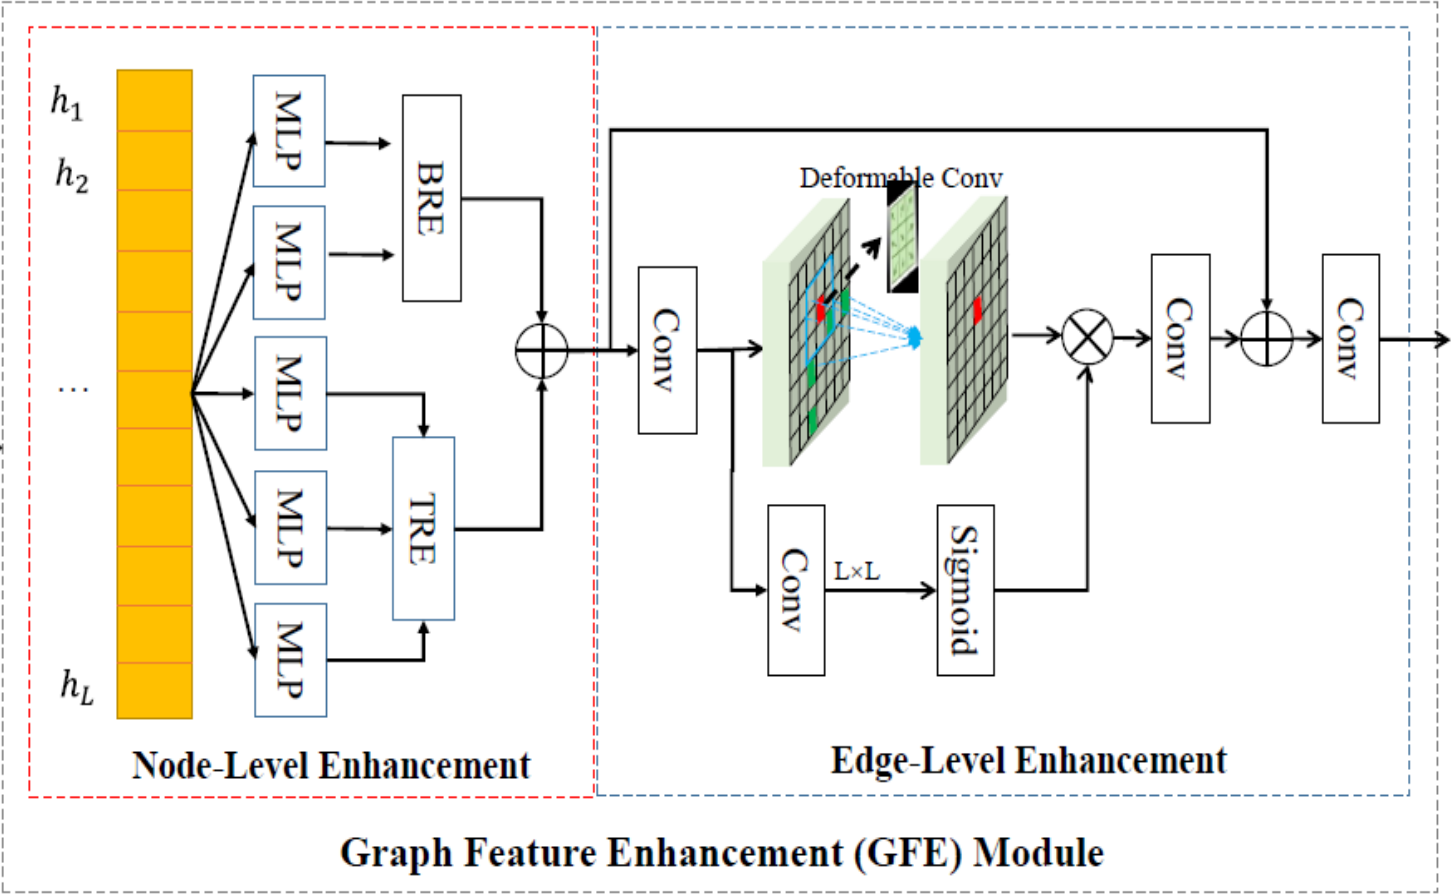 h₁
h₂
...
h_L
MLP
MLP
MLP
MLP
MLP
BRE
TRE
Node-Level Enhancement
Conv
Deformable Conv
Conv
L×L
Sigmoid
Conv
Conv
Edge-Level Enhancement
Graph Feature Enhancement (GFE) Module